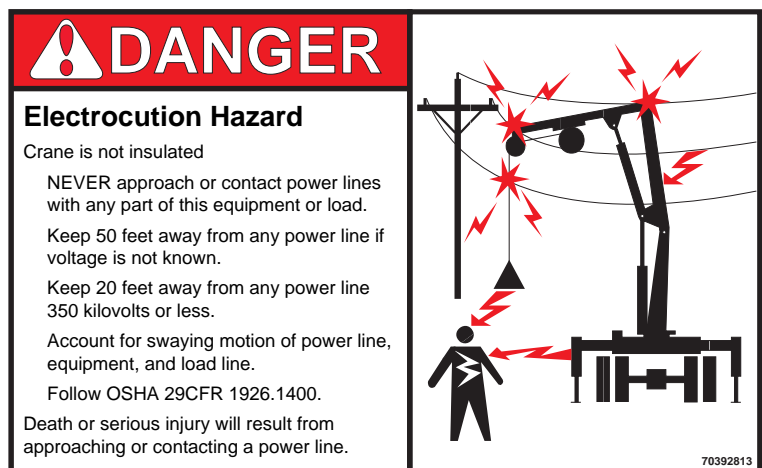 DANGER
Electrocution Hazard
Crane is not insulated
NEVER approach or contact power lines
with any part of this equipment or load.
Keep 50 feet away from any power line if
voltage is not known.
Keep 20 feet away from any power line
350 kilovolts or less.
Account for swaying motion of power line,
equipment, and load line.
Follow OSHA 29CFR 1926.1400.
Death or serious injury will result from
approaching or contacting a power line.
70392813